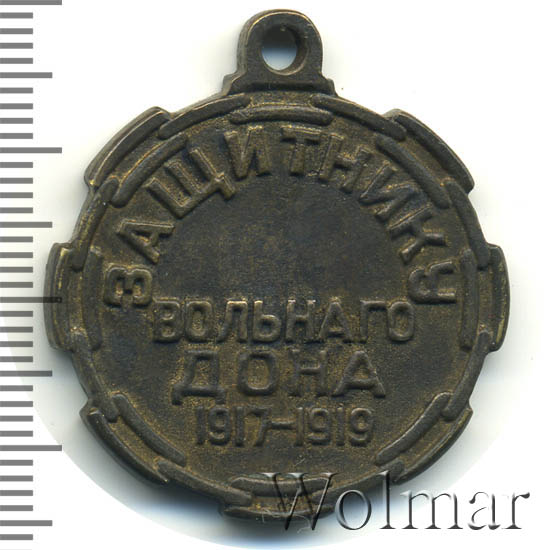 ЗАЩИТНИКУ
ВОЛЬНАГО
ДОНА
1917-1919
Wolmar